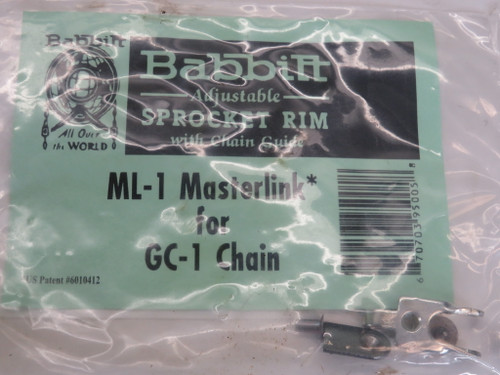 Babbitt
All Over
the WORLD
Babbitt
Adjustable
SPROCKET RIM
with Chain Guide
ML-1 Masterlink*
for
GC-1 Chain
US Patent #6010412